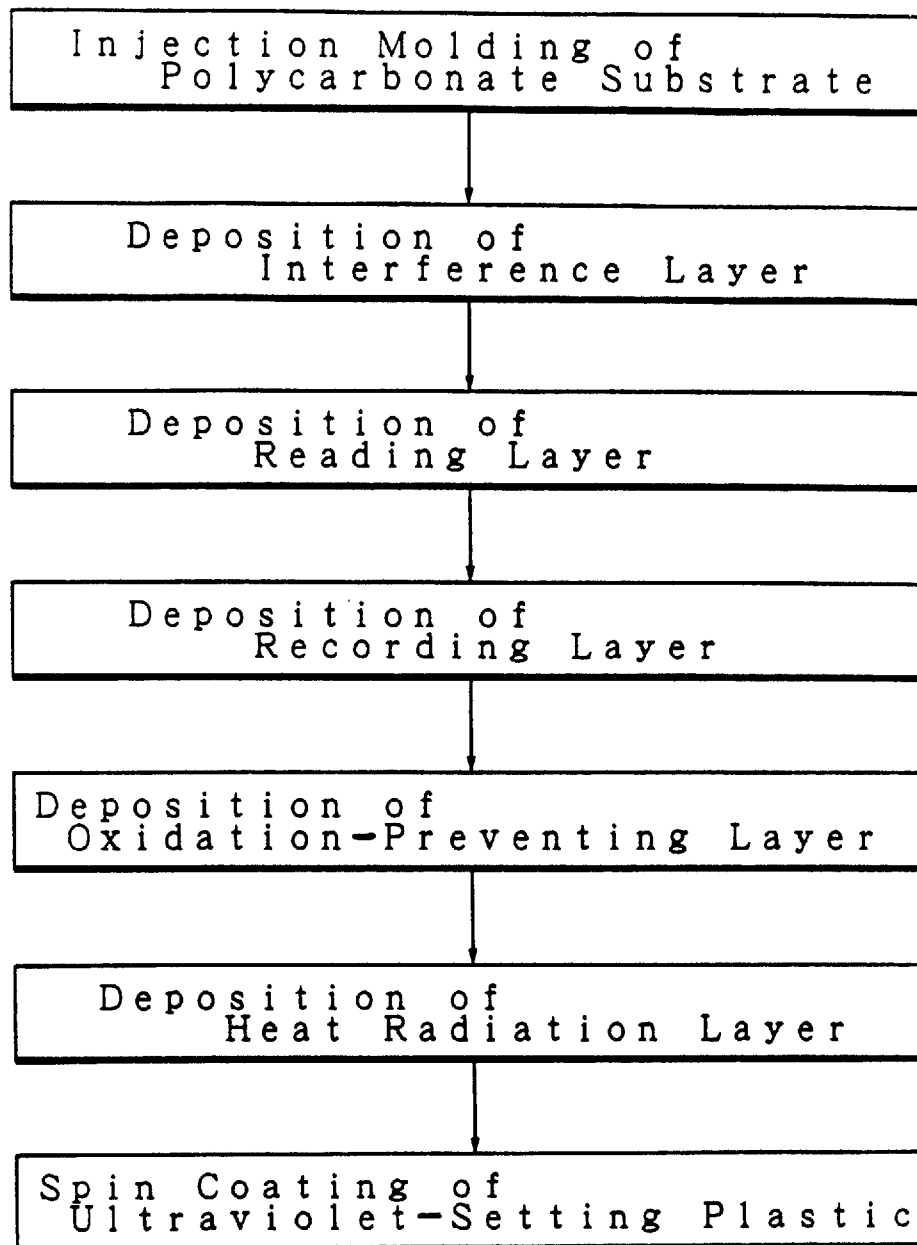 Injection Molding of
Polycarbonate Substrate
Deposition of
Interference Layer
Deposition of
Reading Layer
Deposition of
Recording Layer
Deposition of
Oxidation-Preventing Layer
Deposition of
Heat Radiation Layer
Spin Coating of
Ultraviolet-Setting Plastic